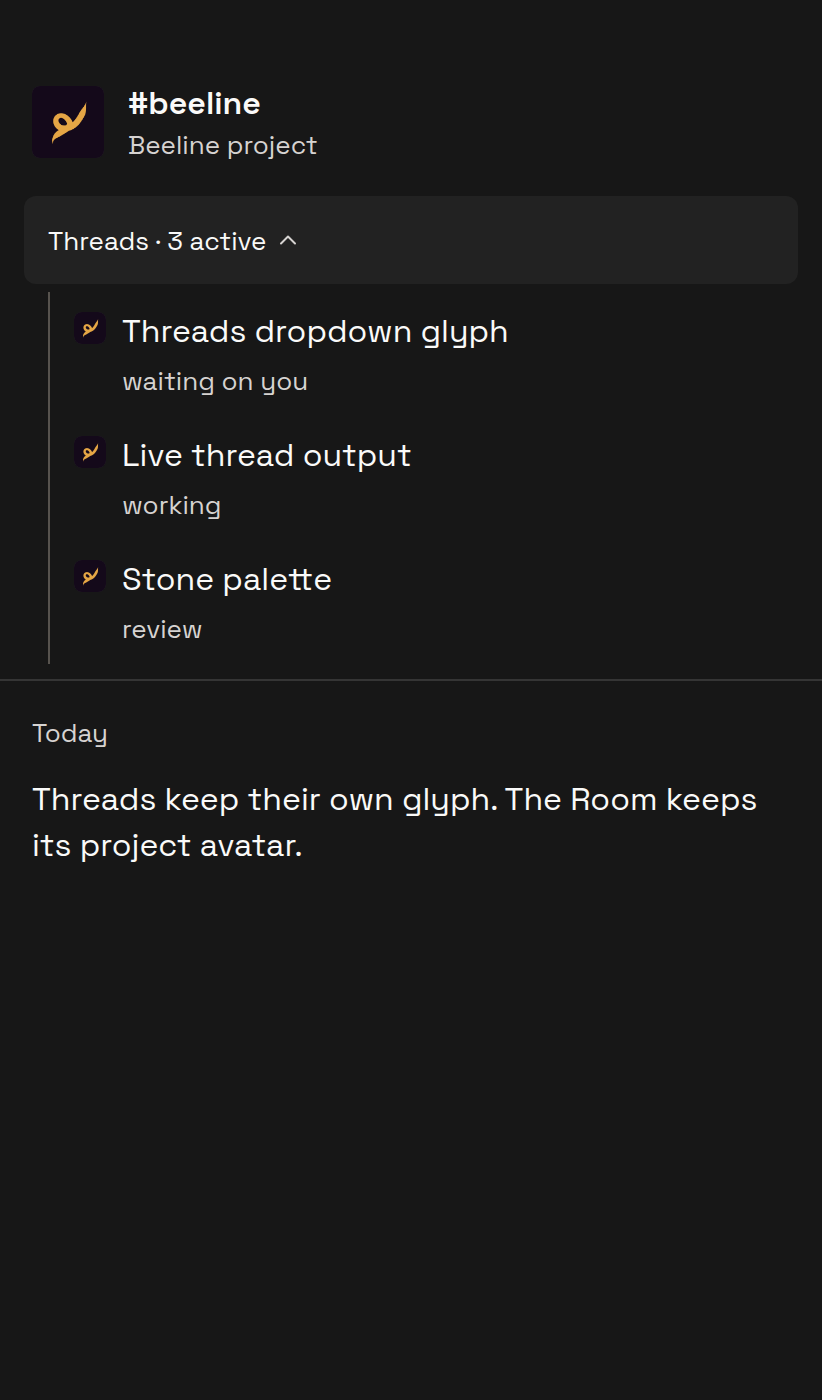 #beeline
Beeline project
Threads · 3 active
Threads dropdown glyph
waiting on you
Live thread output
working
Stone palette
review
Today
Threads keep their own glyph. The Room keeps
its project avatar.